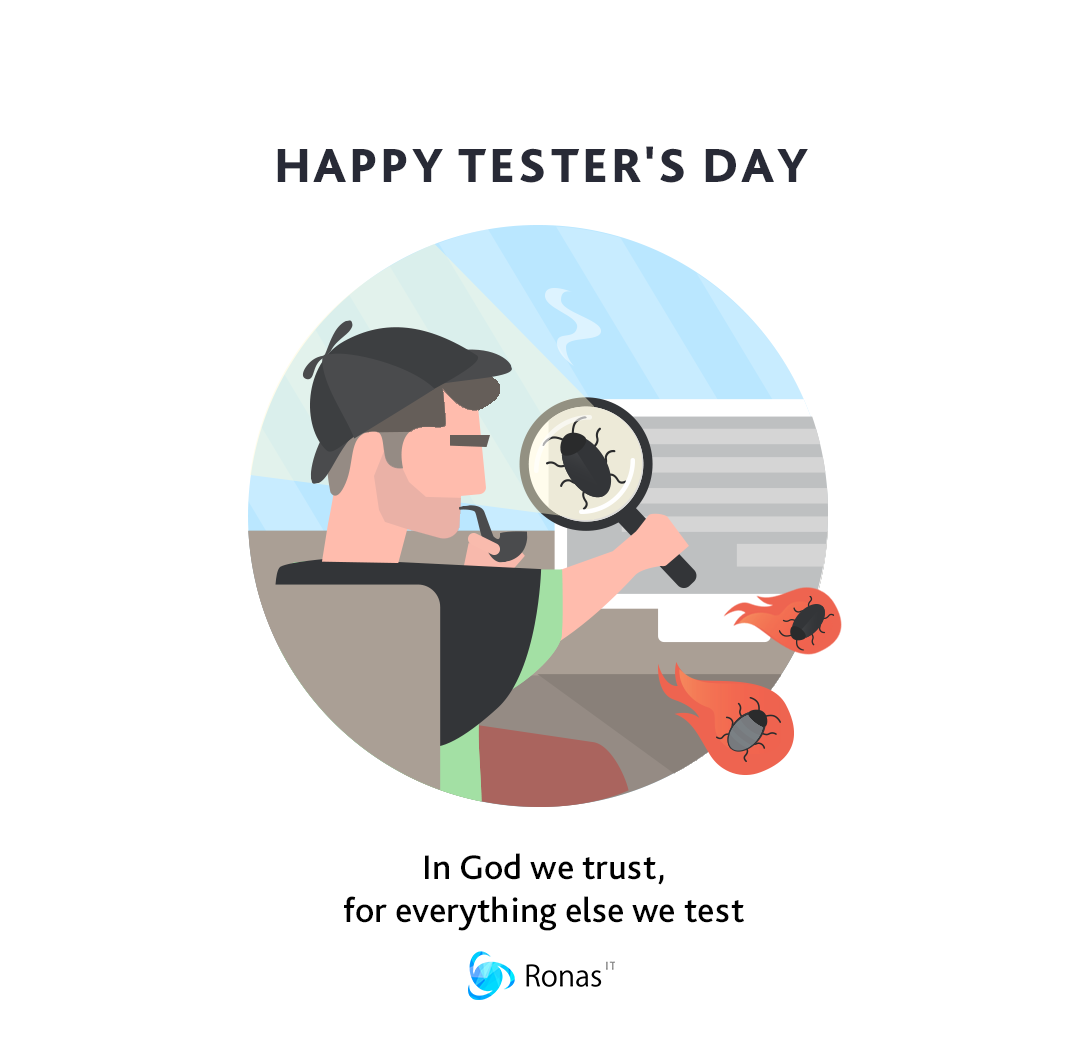 HAPPY TESTER'S DAY
In God we trust,
for everything else we test
Ronas IT